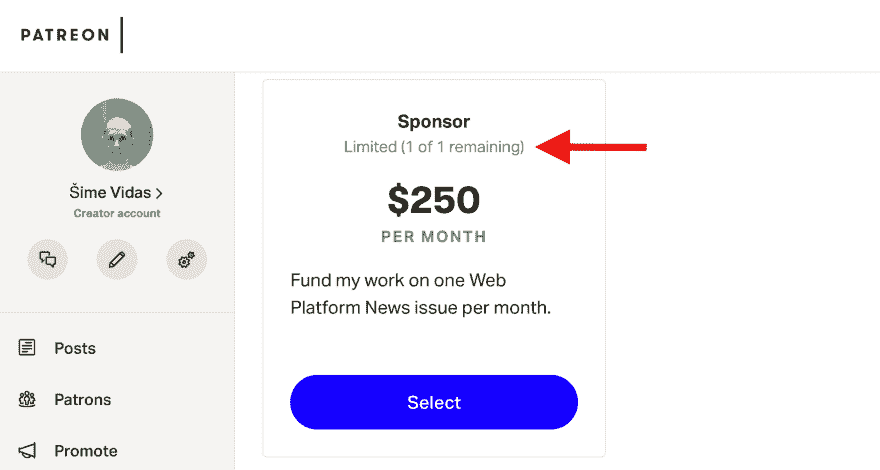 PATREON
Šime Vidas >
Creator account
Posts
Patrons
Promote
Sponsor
Limited (1 of 1 remaining)
$250
PER MONTH
Fund my work on one Web
Platform News issue per month.
Select